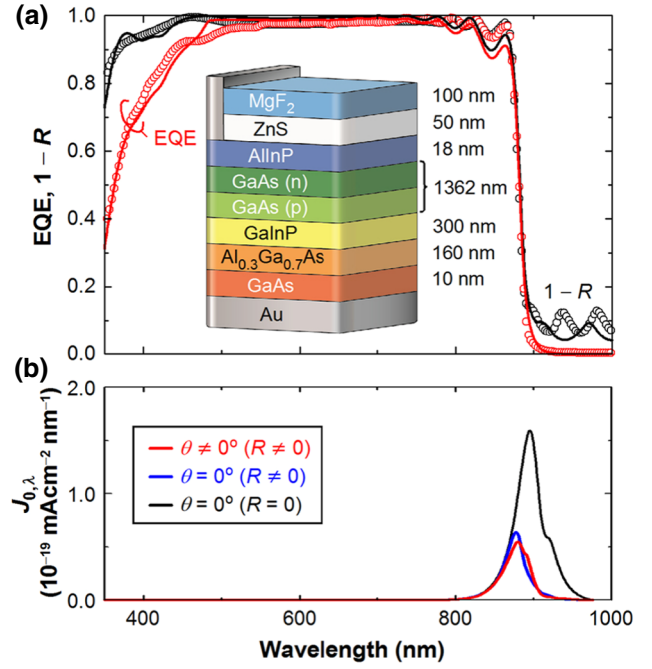 (a)
EQE, 1 − R
1.0
0.8
0.6
0.4
0.2
0.0
EQE
MgF2
100 nm
ZnS
50 nm
AlInP
18 nm
GaAs (n)
GaAs (p)
1362 nm
GaInP
300 nm
Al0.3Ga0.7As
160 nm
GaAs
10 nm
Au
1 − R
(b)
J0,λ
(10−19 mAcm−2 nm−1)
2.0
1.0
0.0
θ ≠ 0º (R ≠ 0)
θ = 0º (R ≠ 0)
θ = 0º (R = 0)
400
600
800
1000
Wavelength (nm)